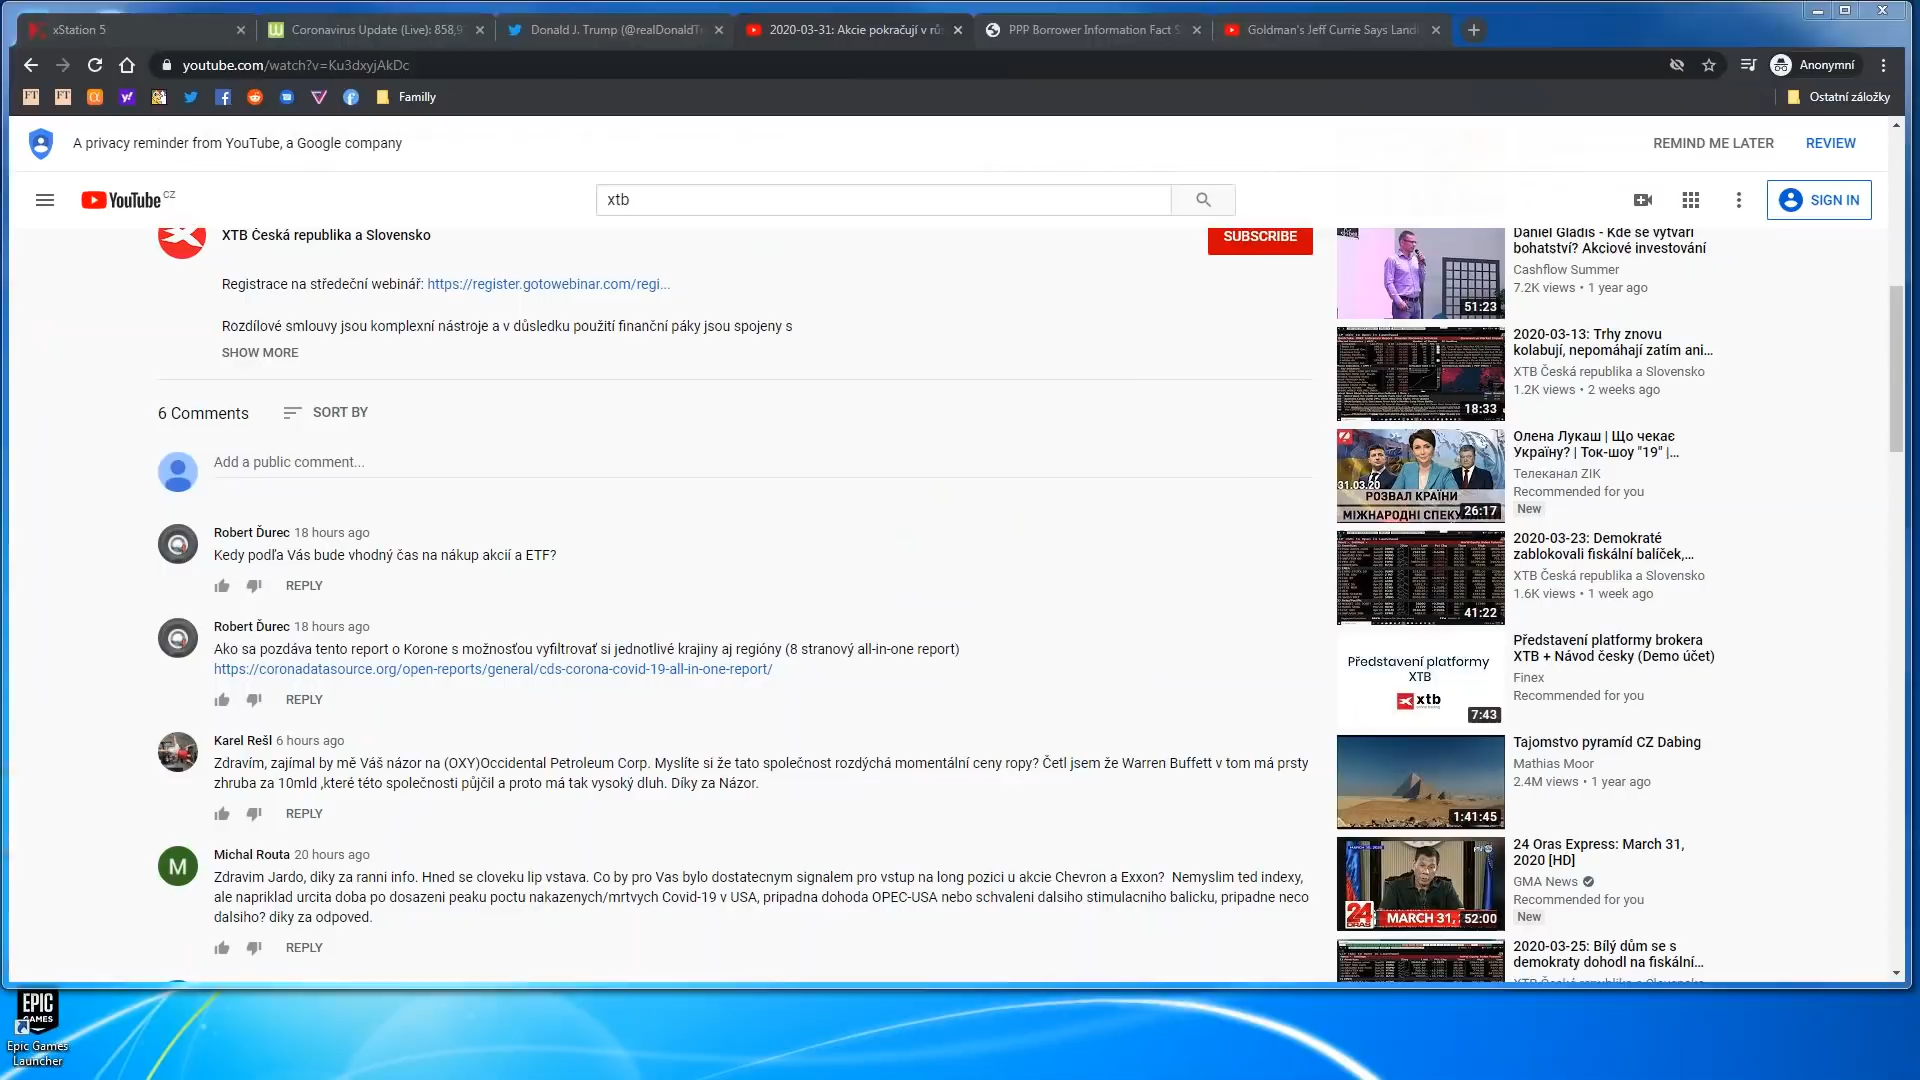 xStation 5
Coronavirus Update (Live): 858,9
Donald J. Trump (@realDonaldT
2020-03-31: Akcie pokračují v rů
PPP Borrower Information Fact S
Goldman's Jeff Currie Says Landl
youtube.com/watch?v=Ku3dxyjAkDc
Anonymní
FT
FT
Familly
Ostatní záložky
A privacy reminder from YouTube, a Google company
REMIND ME LATER
REVIEW
YouTube CZ
xtb
SIGN IN
XTB Česká republika a Slovensko
SUBSCRIBE
Registrace na středeční webinář: https://register.gotowebinar.com/regi...
Rozdílové smlouvy jsou komplexní nástroje a v důsledku použití finanční páky jsou spojeny s
SHOW MORE
6 Comments
SORT BY
Add a public comment...
Robert Ďurec 18 hours ago
Kedy podľa Vás bude vhodný čas na nákup akcií a ETF?
REPLY
Robert Ďurec 18 hours ago
Ako sa pozdáva tento report o Korone s možnosťou vyfiltrovať si jednotlivé krajiny aj regióny (8 stranový all-in-one report)
https://coronadatasource.org/open-reports/general/cds-corona-covid-19-all-in-one-report/
REPLY
Karel Rešl 6 hours ago
Zdravím, zajímal by mě Váš názor na (OXY)Occidental Petroleum Corp. Myslíte si že tato společnost rozdýchá momentální ceny ropy? Četl jsem že Warren Buffett v tom má prsty
zhruba za 10mld ,které této společnosti půjčil a proto má tak vysoký dluh. Díky za Názor.
REPLY
M
Michal Routa 20 hours ago
Zdravim Jardo, diky za ranni info. Hned se cloveku lip vstava. Co by pro Vas bylo dostatecnym signalem pro vstup na long pozici u akcie Chevron a Exxon?  Nemyslim ted indexy,
ale napriklad urcita doba po dosazeni peaku poctu nakazenych/mrtvych Covid-19 v USA, pripadna dohoda OPEC-USA nebo schvaleni dalsiho stimulacniho balicku, pripadne neco
dalsiho? diky za odpoved.
REPLY
Daniel Gladiš - Kde se vytváří
bohatství? Akciové investování
Cashflow Summer
7.2K views • 1 year ago
51:23
2020-03-13: Trhy znovu
kolabují, nepomáhají zatím ani...
XTB Česká republika a Slovensko
1.2K views • 2 weeks ago
18:33
Олена Лукаш | Що чекає
Україну? | Ток-шоу "19" |...
Телеканал ZIK
Recommended for you
New
31.03.20
РОЗВАЛ КРАЇНИ
МІЖНАРОДНІ СПЕКУ
26:17
2020-03-23: Demokraté
zablokovali fiskální balíček,...
XTB Česká republika a Slovensko
1.6K views • 1 week ago
41:22
Představení platformy brokera
XTB + Návod česky (Demo účet)
Finex
Recommended for you
Představení platformy
XTB
xtb
7:43
Tajomstvo pyramíd CZ Dabing
Mathias Moor
2.4M views • 1 year ago
1:41:45
24 Oras Express: March 31,
2020 [HD]
GMA News
Recommended for you
New
24
ORAS
MARCH 31,
52:00
2020-03-25: Bílý dům se s
demokraty dohodl na fiskální...
XTB Česká republika a Slovensko
EPIC
GAMES
Epic Games
Launcher